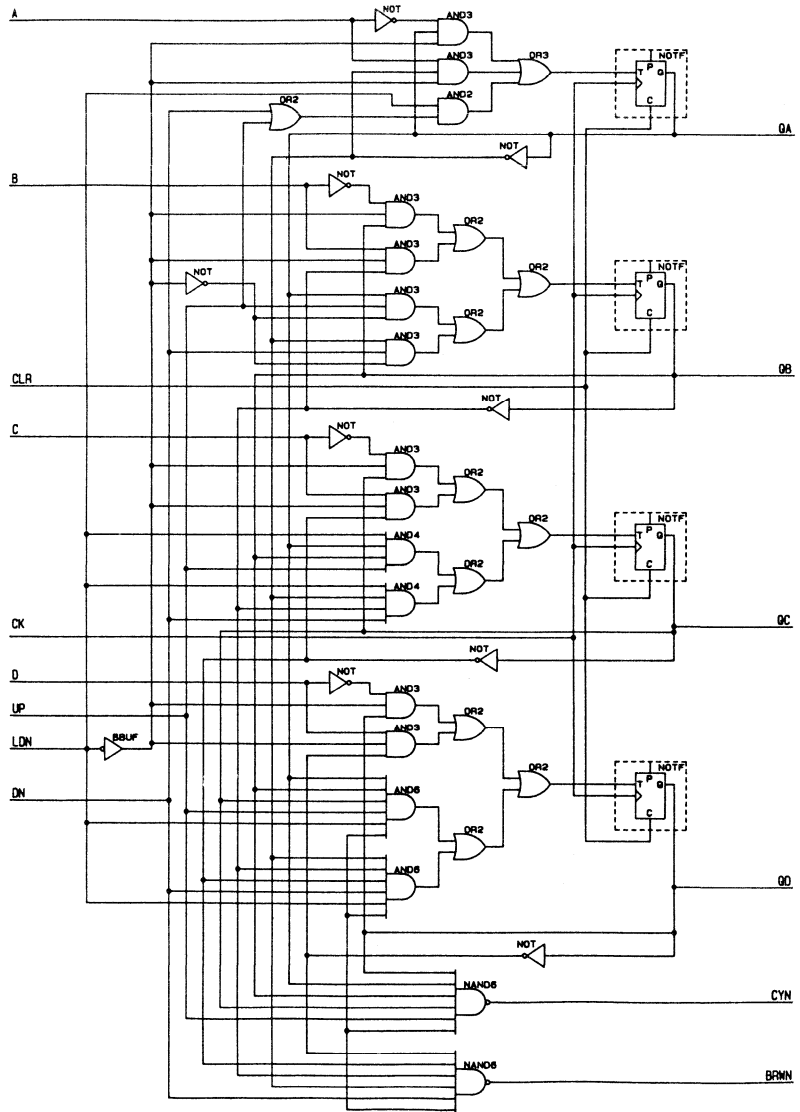 A
NOT
AND3
AND3
AND2
OR2
OR3
NOTF
T P Q
C
QA
NOT
B
NOT
AND3
AND3
NOT
AND3
AND3
OR2
OR2
OR2
NOTF
T P Q
C
CLR
QB
NOT
C
NOT
AND3
AND3
AND4
AND4
OR2
OR2
OR2
NOTF
T P Q
C
CK
QC
NOT
D
NOT
AND3
AND3
UP
LDN
BBUF
DN
AND6
AND6
OR2
OR2
OR2
NOTF
T P Q
C
QD
NOT
NAND6
CYN
NAND6
BRWN